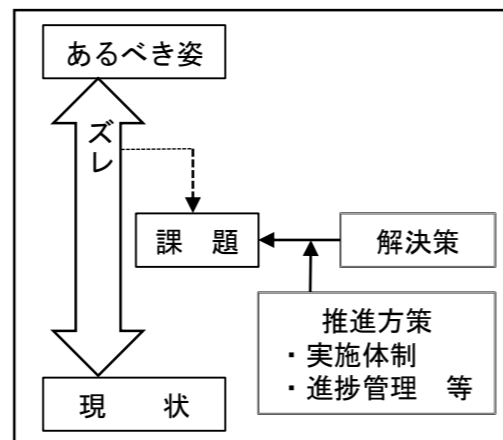 あるべき姿
ズレ
課　題
解決策
推進方策
・実施体制
・進捗管理　等
現　　状